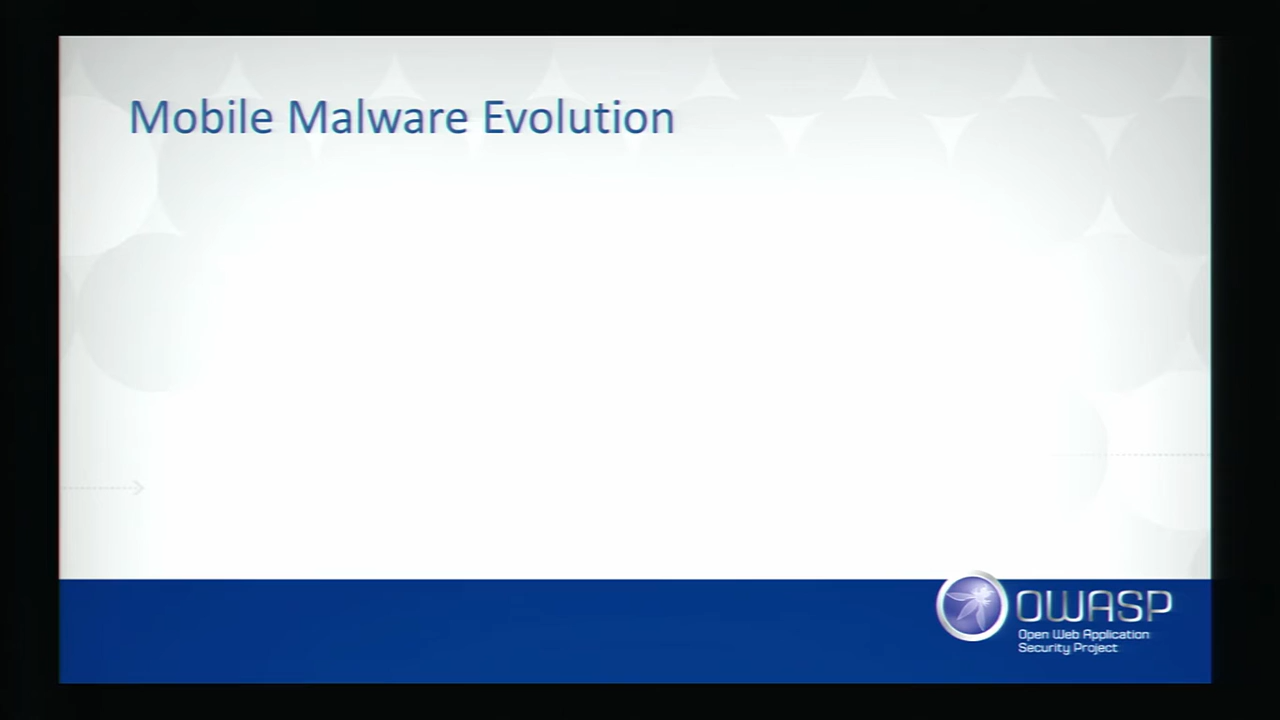 Mobile Malware Evolution
OWASP
Open Web Application
Security Project